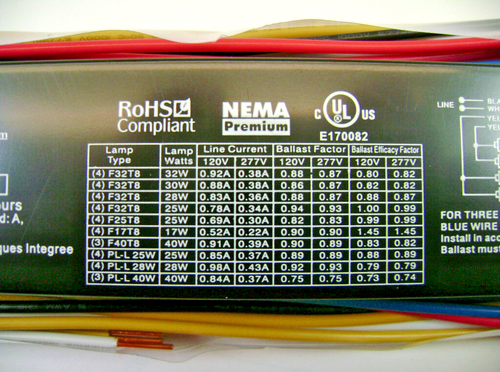 RoHS
Compliant
NEMA
Premium
C UL US
E170082
LINE
Lamp Type Lamp Watts Line Current Ballast Factor Ballast Efficacy Factor
120V 277V 120V 277V 120V 277V
(4) F32T8 32W 0.92A 0.38A 0.88 0.87 0.80 0.82
(4) F32T8 30W 0.88A 0.38A 0.86 0.87 0.82 0.82
(4) F32T8 28W 0.83A 0.36A 0.88 0.87 0.86 0.87
(4) F32T8 25W 0.78A 0.34A 0.94 0.93 1.00 0.99
(4) F25T8 25W 0.69A 0.30A 0.82 0.83 0.99 0.99
(4) F17T8 17W 0.52A 0.22A 0.90 0.90 1.45 1.45
(3) F40T8 40W 0.91A 0.39A 0.90 0.89 0.83 0.82
(4) PL-L 25W 25W 0.85A 0.37A 0.89 0.89 0.88 0.89
(4) PL-L 28W 28W 0.98A 0.43A 0.92 0.93 0.79 0.79
(3) PL-L 40W 40W 0.84A 0.37A 0.75 0.75 0.73 0.74
ours
d: A,
ques Integree
BLA
WH
YE
YE
FOR THREE
BLUE WIRE
Install in acc
Ballast must